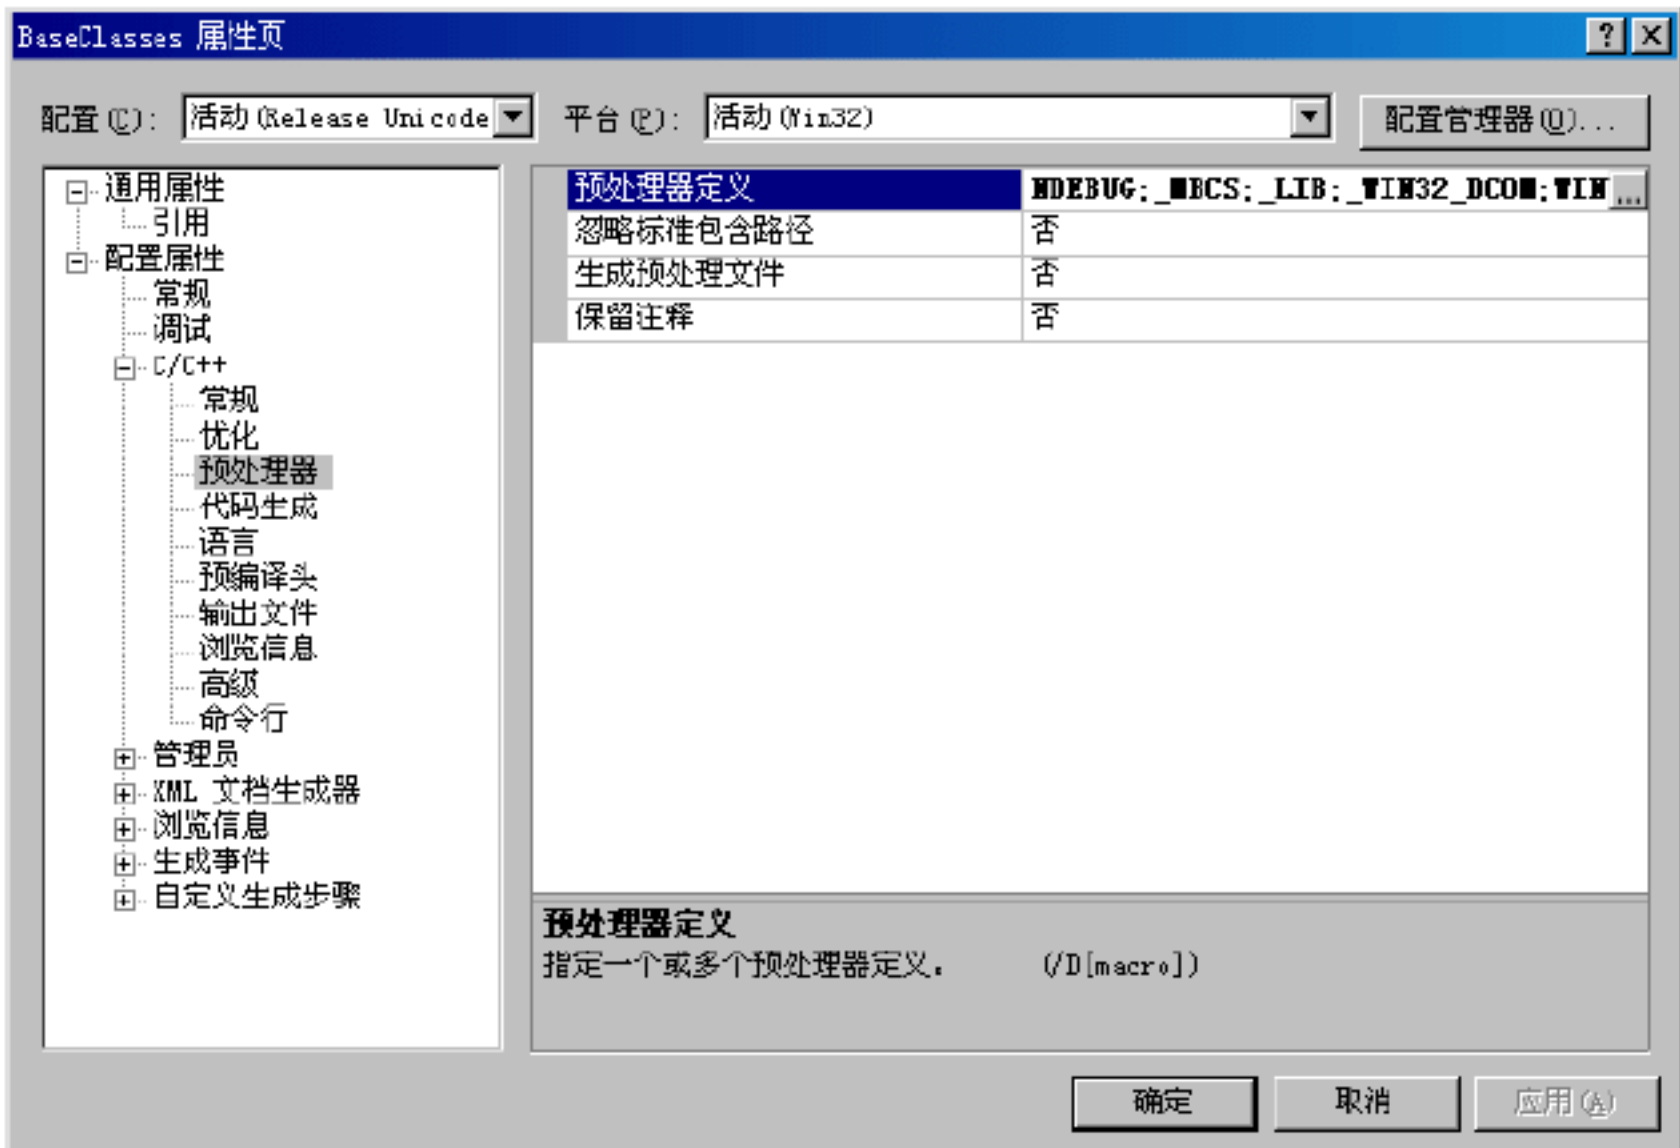 BaseClasses 属性页
配置(C): 活动(Release Unicode 平台(P): 活动(Win32) 配置管理器(O)...
通用属性
引用
配置属性
常规
调试
C/C++
常规
优化
预处理器
代码生成
语言
预编译头
输出文件
浏览信息
高级
命令行
管理员
XML 文档生成器
浏览信息
生成事件
自定义生成步骤
预处理器定义 NDEBUG;_MBCS;_LIB;_WIN32_DCOM;WIN ...
忽略标准包含路径 否
生成预处理文件 否
保留注释 否
预处理器定义
指定一个或多个预处理器定义。 (/D[macro])
确定 取消 应用(A)